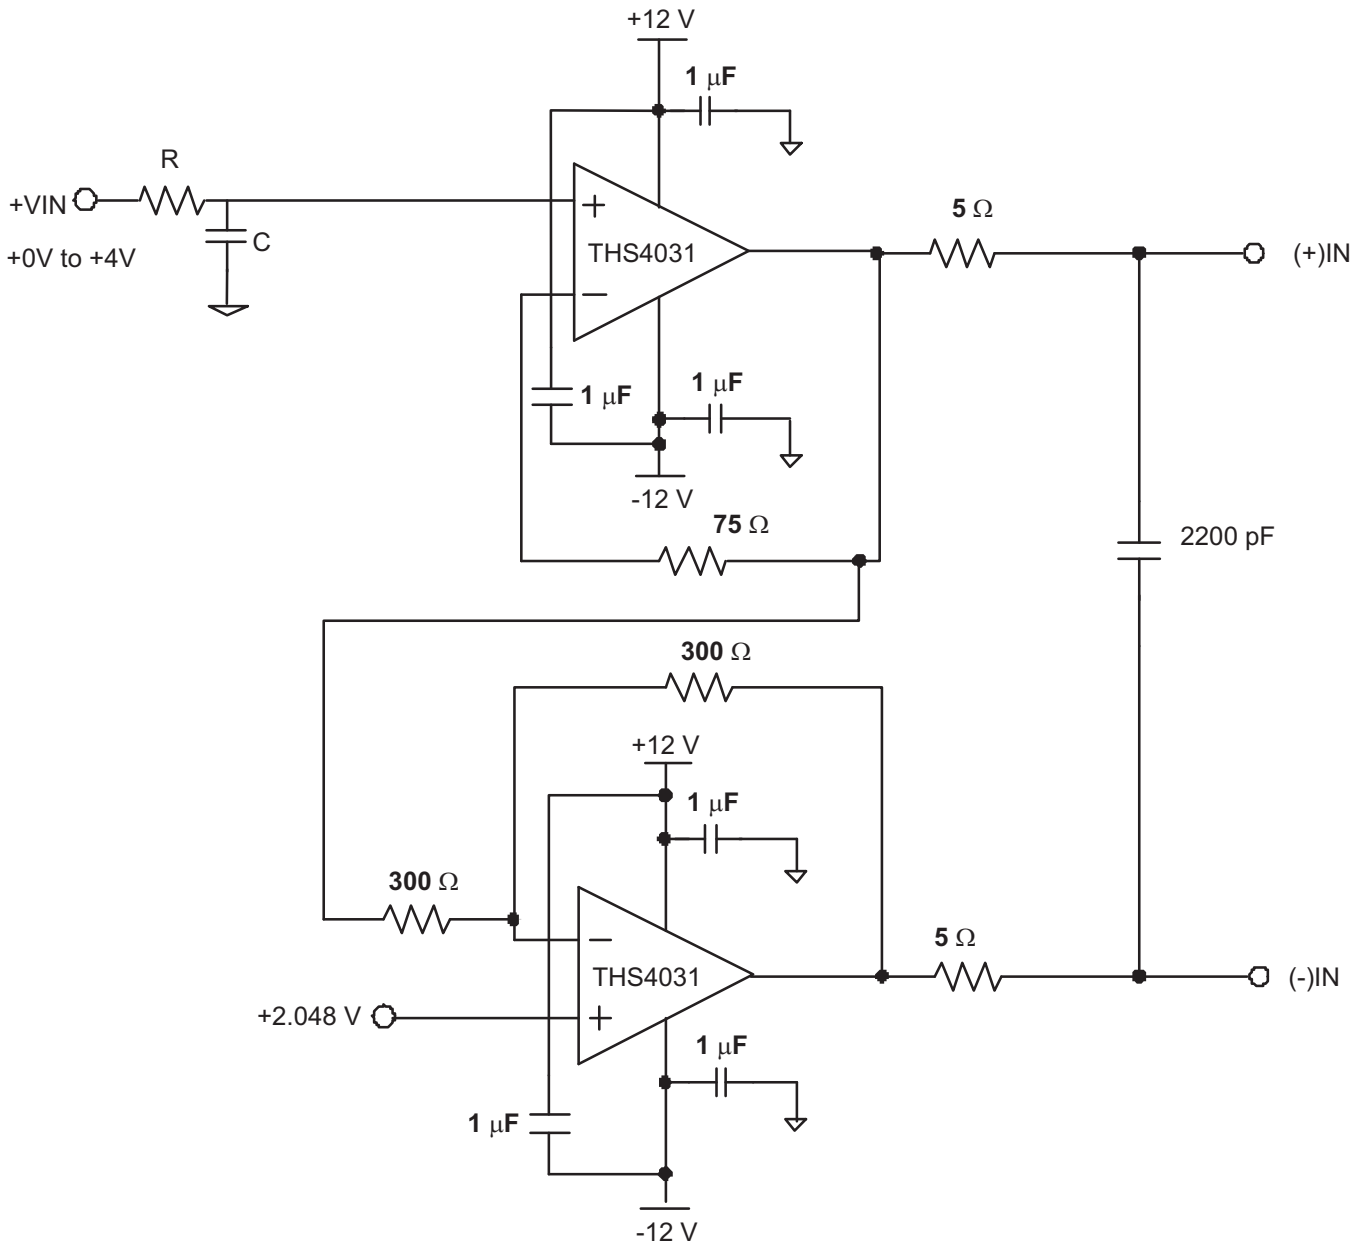 +12 V
1 μF
R
+VIN
+0V to +4V
C
+
THS4031
−
5 Ω
(+)IN
1 μF
1 μF
-12 V
75 Ω
2200 pF
300 Ω
+12 V
1 μF
300 Ω
−
THS4031
+
5 Ω
(-)IN
+2.048 V
1 μF
1 μF
-12 V